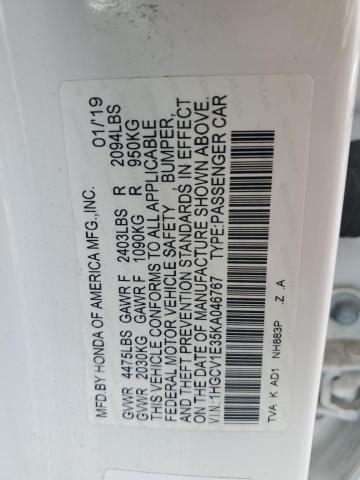 MFD.BY HONDA OF AMERICA MFG.,INC. 01/'19
GVWR 4475LBS GAWR F 2403LBS R 2094LBS
GVWR 2030KG GAWR F 1090KG R 950KG
THIS VEHICLE CONFORMS TO ALL APPLICABLE
FEDERAL MOTOR VEHICLE SAFETY , BUMPER,
AND THEFT PREVENTION STANDARDS IN EFFECT
ON THE DATE OF MANUFACTURE SHOWN ABOVE.
V.I.N.:1HGCV1E35KA046767 TYPE:PASSENGER CAR
TVA K AD1 NH883P .Z .A